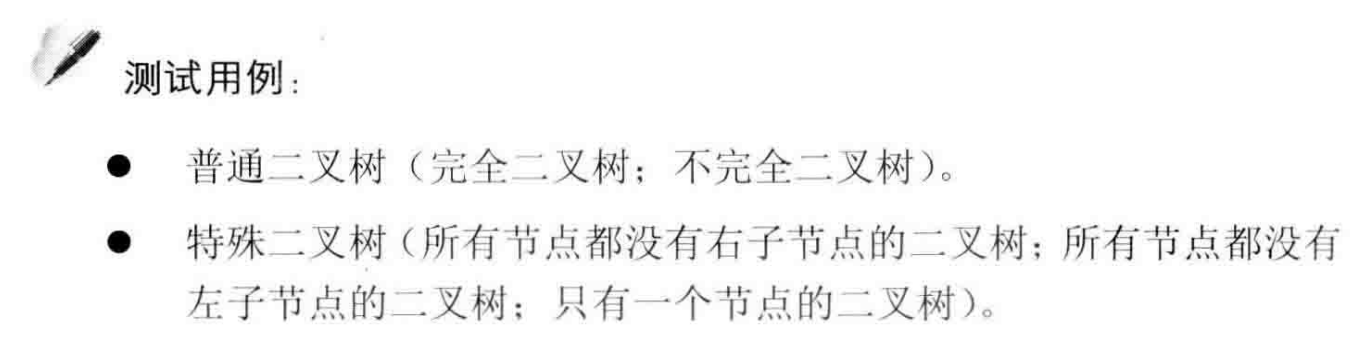 测试用例：
● 普通二叉树（完全二叉树；不完全二叉树）。
● 特殊二叉树（所有节点都没有右子节点的二叉树；所有节点都没有
左子节点的二叉树；只有一个节点的二叉树）。